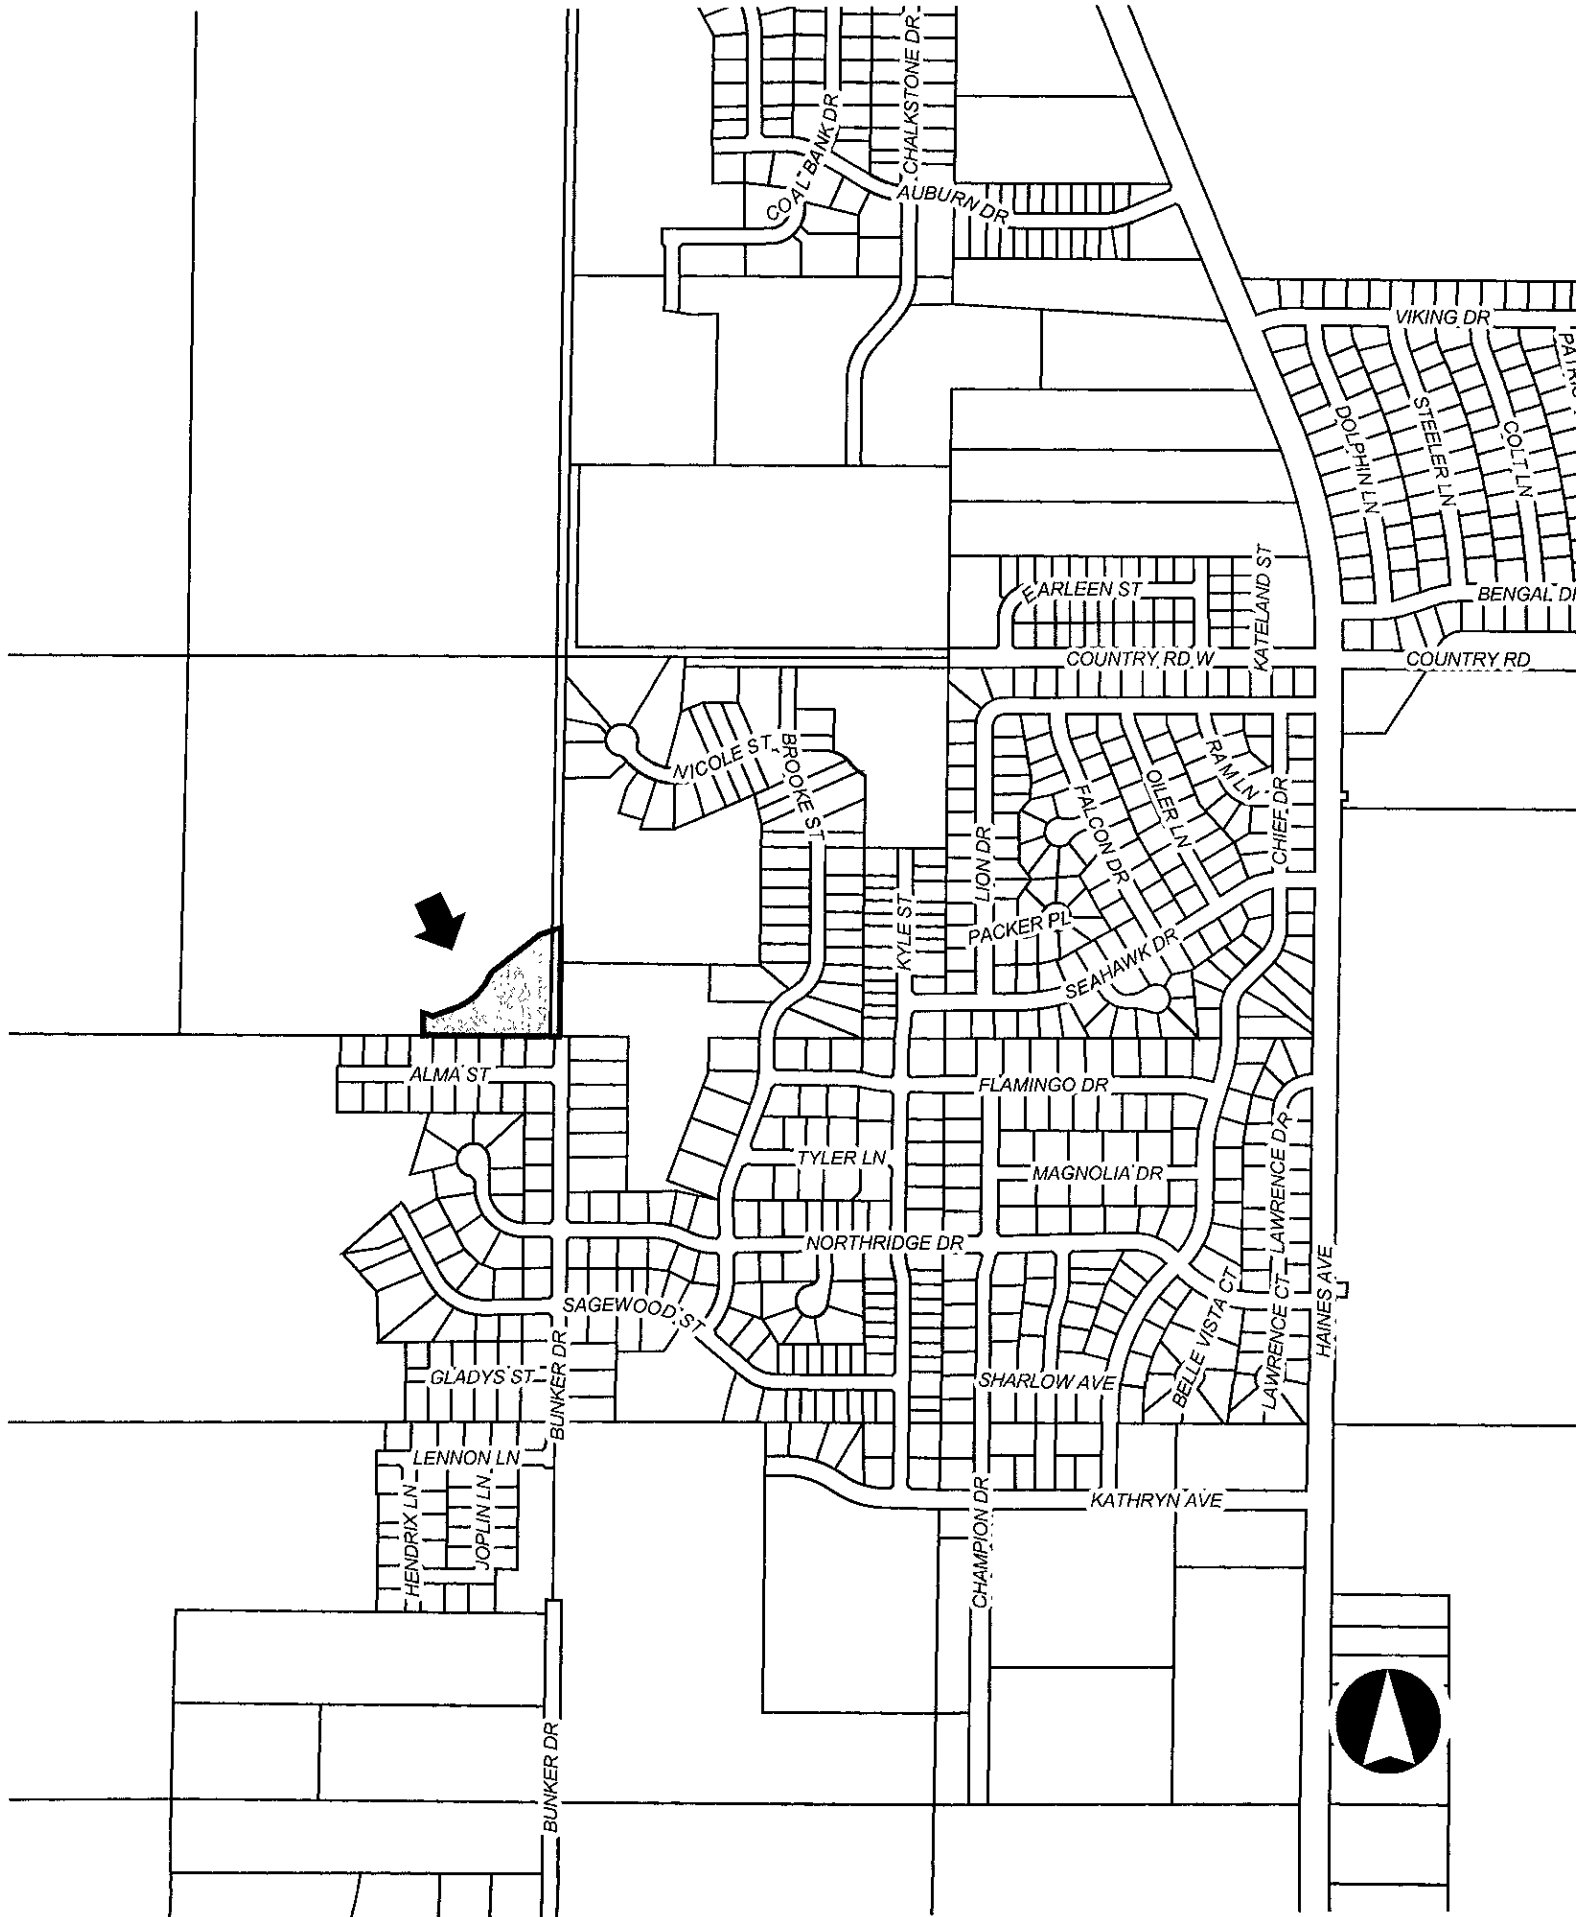 CHALKSTONE DR
COAL BANK DR
AUBURN DR
VIKING DR
DOLPHIN LN
STEELER LN
COLT LN
EARLEEN ST
KATELAND ST
BENGAL
COUNTRY RD W
COUNTRY RD
NICOLE ST
BROOKE ST
RAM LN
OILER LN
FALCON DR
CHIEF DR
LION DR
KYLE ST
PACKER PL
SEAHAWK DR
ALMA ST
FLAMINGO DR
TYLER LN
MAGNOLIA DR
LAWRENCE DR
NORTHRIDGE DR
SAGEWOOD ST
BELLE VISTA CT
LAWRENCE CT
HAINES AVE
BUNKER DR
GLADYS ST
SHARLOW AVE
LENNON LN
HENDRIX LN
JOPLIN LN
CHAMPION DR
KATHRYN AVE
BUNKER DR